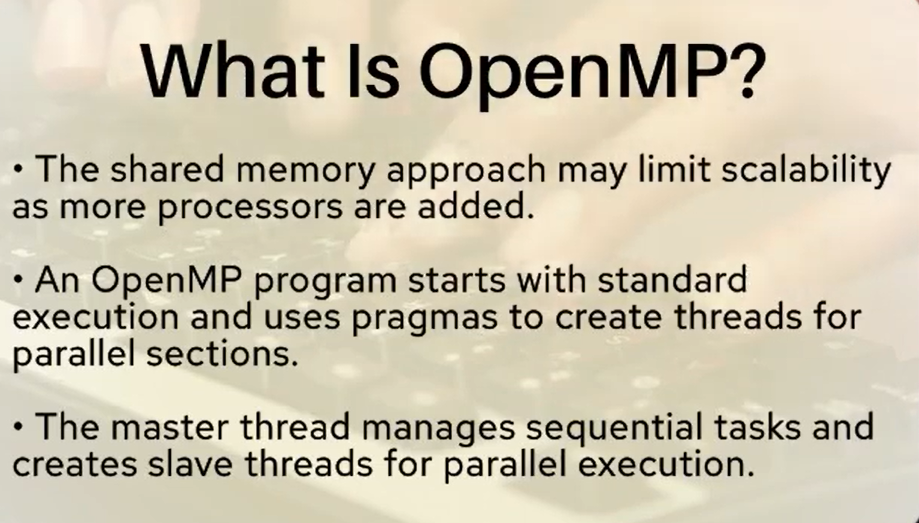 What Is OpenMP?
• The shared memory approach may limit scalability
as more processors are added.
• An OpenMP program starts with standard
execution and uses pragmas to create threads for
parallel sections.
• The master thread manages sequential tasks and
creates slave threads for parallel execution.